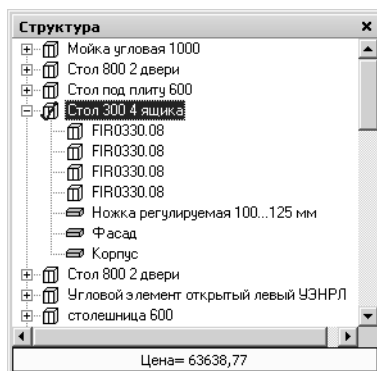 Структура
Мойка угловая 1000
Стол 800 2 двери
Стол под плиту 600
Стол 300 4 ящика
FIR0330.08
FIR0330.08
FIR0330.08
FIR0330.08
Ножка регулируемая 100...125 мм
Фасад
Корпус
Стол 800 2 двери
Угловой элемент открытый левый УЭНРЛ
столешница 600
Цена= 63638,77